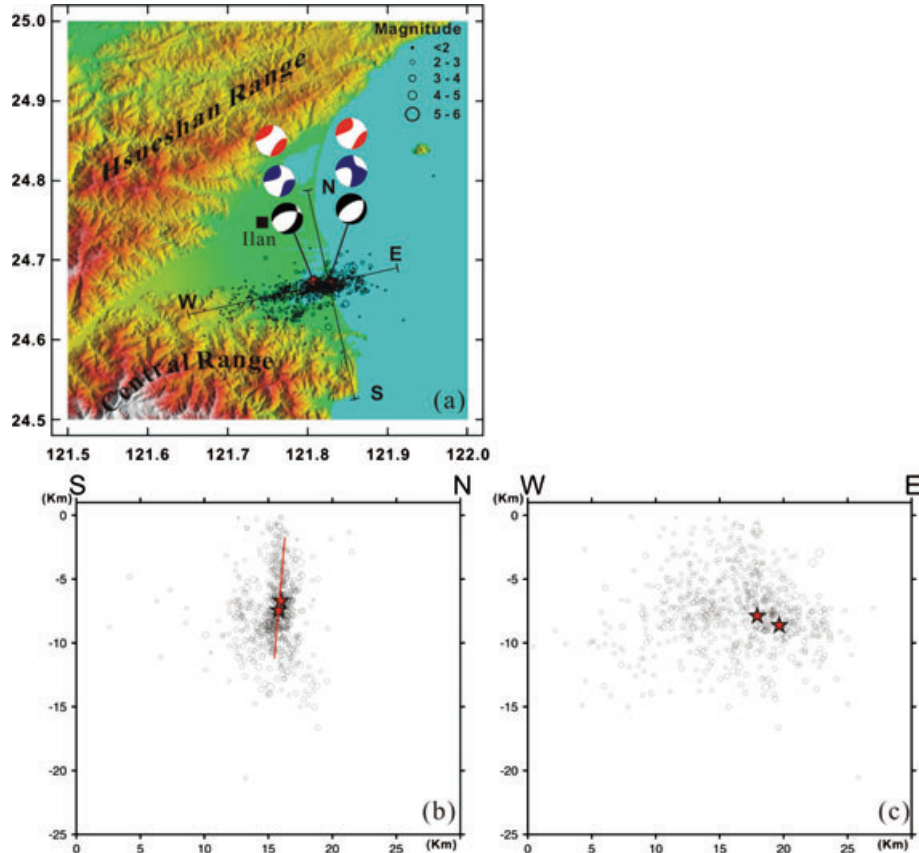 25.0
24.9
24.8
24.7
24.6
24.5
121.5 121.6 121.7 121.8 121.9 122.0
Magnitude
<2
2 - 3
3 - 4
4 - 5
5 - 6
Hsueshan Range
N
Ilan
E
W
Central Range
S
(a)
S N
(Km)
0
-5
-10
-15
-20
-25
0 5 10 15 20 25 (Km)
(b)
W E
(Km)
0
-5
-10
-15
-20
-25
0 5 10 15 20 25 (Km)
(c)